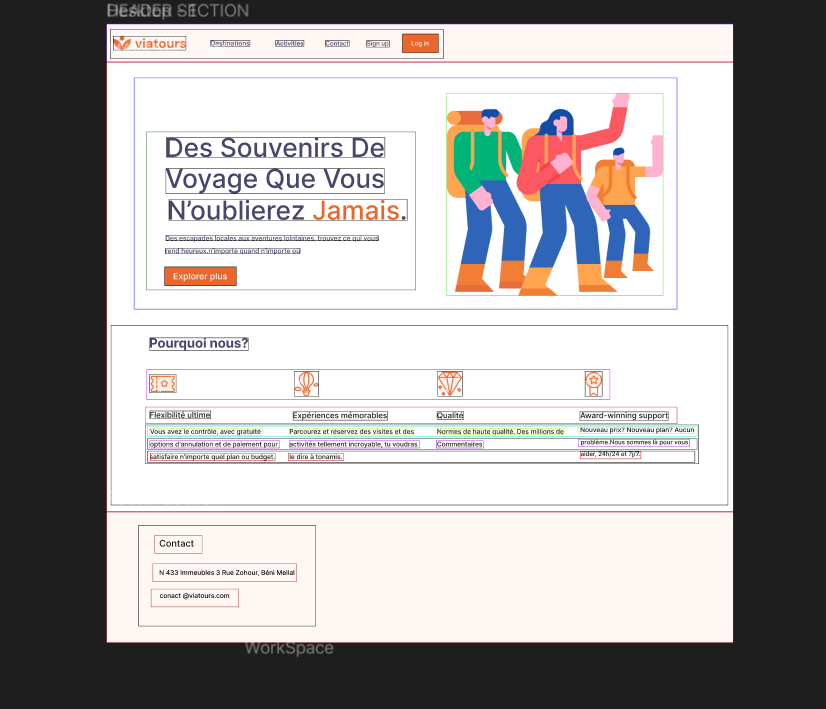 HEADER SECTION
viatours
Destinations Activities Contact Sign up Log in
Des Souvenirs De
Voyage Que Vous
N'oublierez Jamais.
Des escapades locales aux aventures lointaines, trouvez ce qui vous
rend heureux.n'importe quand n'importe ou
Explorer plus
Pourquoi nous?
Flexibilité ultime Expériences mémorables Qualité Award-winning support
Vous avez le contrôle, avec gratuité Parcourez et réservez des visites et des Normes de haute qualité. Des millions de Nouveau prix? Nouveau plan? Aucun
options d'annulation et de paiement pour activités tellement incroyable, tu voudras Commentaires problème.Nous sommes là pour vous
satisfaire n'importe quel plan ou budget. le dire à tonamis. aider, 24h/24 et 7j/7.
Contact
N 433 Immeubles 3 Rue Zohour, Béni Mellal
conact @viatours.com
WorkSpace